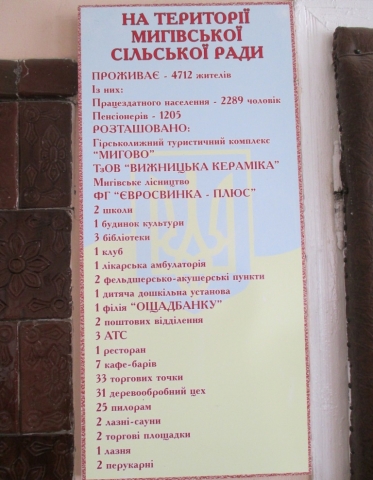 НА ТЕРИТОРІЇ
МИГІВСЬКОЇ
СІЛЬСЬКОЇ РАДИ
ПРОЖИВАЄ - 4712 жителів
Із них:
Працездатного населення - 2289 чоловік
Пенсіонерів - 1205
РОЗТАШОВАНО:
Гірськолижний туристичний комплекс
"МИГОВО"
ТзОВ "ВИЖНИЦЬКА КЕРАМІКА"
Мигівське лісництво
ФГ "ЄВРОСВИНКА - ПЛЮС"
2 школи
1 будинок культури
3 бібліотеки
1 клуб
1 лікарська амбулаторія
2 фельдшерсько-акушерські пункти
1 дитяча дошкільна установа
1 філія "ОЩАДБАНКУ"
2 поштових відділення
3 АТС
1 ресторан
7 кафе-барів
33 торгових точки
31 деревообробний цех
25 пилорам
2 лазні-сауни
2 торгові площадки
1 лазня
2 перукарні